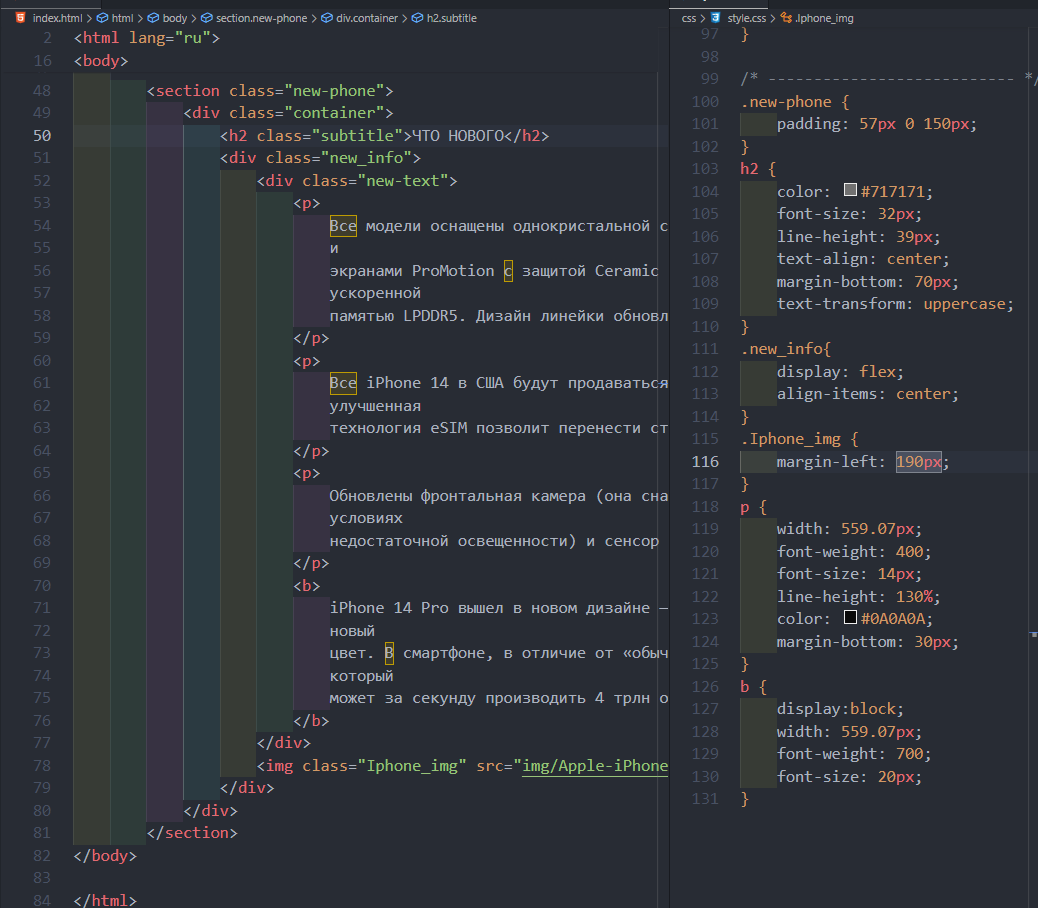 index.html > html > body > section.new-phone > div.container > h2.subtitle
2 <html lang="ru">
16 <body>
48 <section class="new-phone">
49 <div class="container">
50 <h2 class="subtitle">ЧТО НОВОГО</h2>
51 <div class="new_info">
52 <div class="new-text">
53 <p>
54 Все модели оснащены однокристальной с
55 и
56 экранами ProMotion с защитой Ceramic
57 ускоренной
58 памятью LPDDR5. Дизайн линейки обновл
59 </p>
60 <p>
61 Все iPhone 14 в США будут продаваться
62 улучшенная
63 технология eSIM позволит перенести ст
64 </p>
65 <p>
66 Обновлены фронтальная камера (она сна
67 условиях
68 недостаточной освещенности) и сенсор
69 </p>
70 <b>
71 iPhone 14 Pro вышел в новом дизайне —
72 новый
73 цвет. В смартфоне, в отличие от «обыч
74 который
75 может за секунду производить 4 трлн о
76 </b>
77 </div>
78 <img class="Iphone_img" src="img/Apple-iPhone
79 </div>
80 </div>
81 </section>
82 </body>
83
84 </html>
css > style.css > .Iphone_img
97 }
98
99 /* --------------------------- */
100 .new-phone {
101 padding: 57px 0 150px;
102 }
103 h2 {
104 color: #717171;
105 font-size: 32px;
106 line-height: 39px;
107 text-align: center;
108 margin-bottom: 70px;
109 text-transform: uppercase;
110 }
111 .new_info{
112 display: flex;
113 align-items: center;
114 }
115 .Iphone_img {
116 margin-left: 190px;
117 }
118 p {
119 width: 559.07px;
120 font-weight: 400;
121 font-size: 14px;
122 line-height: 130%;
123 color: #0A0A0A;
124 margin-bottom: 30px;
125 }
126 b {
127 display:block;
128 width: 559.07px;
129 font-weight: 700;
130 font-size: 20px;
131 }